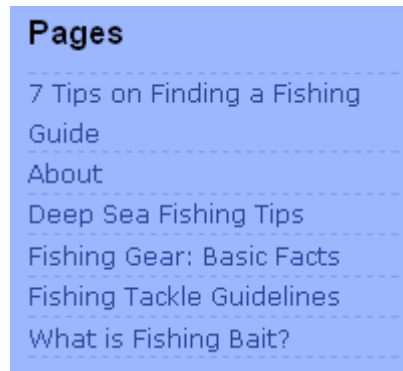 Pages
7 Tips on Finding a Fishing
Guide
About
Deep Sea Fishing Tips
Fishing Gear: Basic Facts
Fishing Tackle Guidelines
What is Fishing Bait?